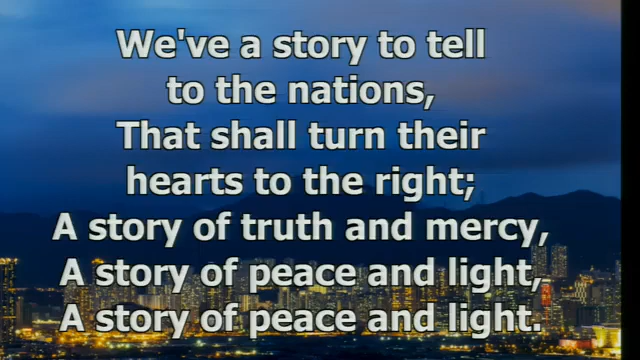 We've a story to tell
to the nations,
That shall turn their
hearts to the right;
A story of truth and mercy,
A story of peace and light,
A story of peace and light.